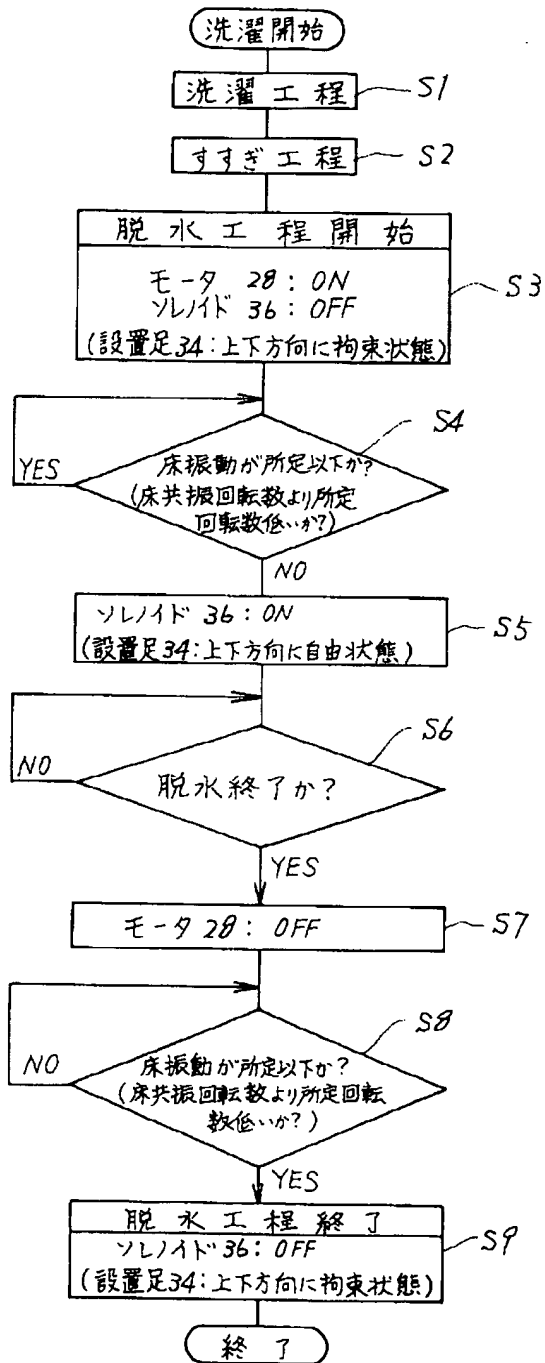 洗濯開始
洗濯工程
S1
すすぎ工程
S2
脱水工程開始
モータ 28 : ON
ソレノイド 36 : OFF
(設置足34:上下方向に拘束状態)
S3
S4
YES
床振動が所定以下か?
(床共振回転数より所定
回転数低いか?)
NO
ソレノイド 36 : ON
(設置足34:上下方向に自由状態)
S5
S6
NO
脱水終了か?
YES
モータ 28 : OFF
S7
S8
NO
床振動が所定以下か?
(床共振回転数より所定回転
数低いか?)
YES
脱水工程終了
ソレノイド 36 : OFF
(設置足34:上下方向に拘束状態)
S9
終了